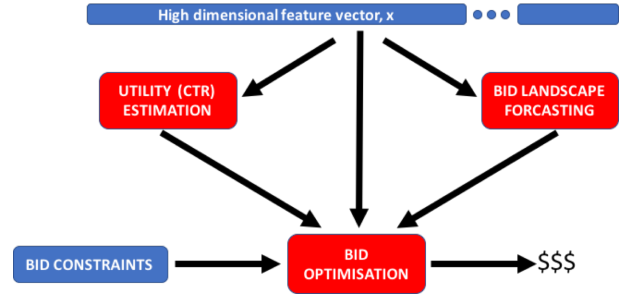 High dimensional feature vector, x
UTILITY (CTR)
ESTIMATION
BID LANDSCAPE
FORCASTING
BID CONSTRAINTS
BID
OPTIMISATION
$$$